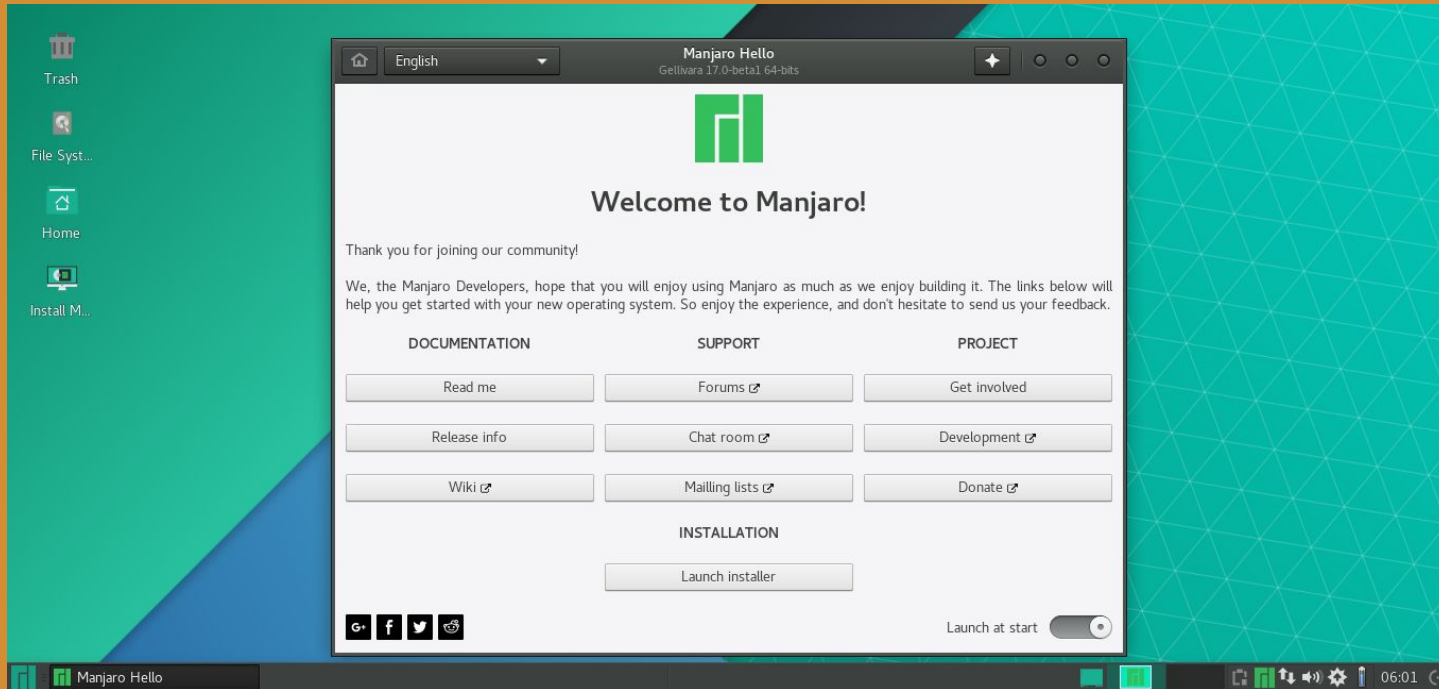 Trash
File Syst...
Home
Install M...
English
Manjaro Hello
Gellivara 17.0-beta1 64-bits
Welcome to Manjaro!
Thank you for joining our community!
We, the Manjaro Developers, hope that you will enjoy using Manjaro as much as we enjoy building it. The links below will
help you get started with your new operating system. So enjoy the experience, and don't hesitate to send us your feedback.
DOCUMENTATION SUPPORT PROJECT
Read me Forums Get involved
Release info Chat room Development
Wiki Mailling lists Donate
INSTALLATION
Launch installer
G+ f Launch at start
Manjaro Hello 06:01